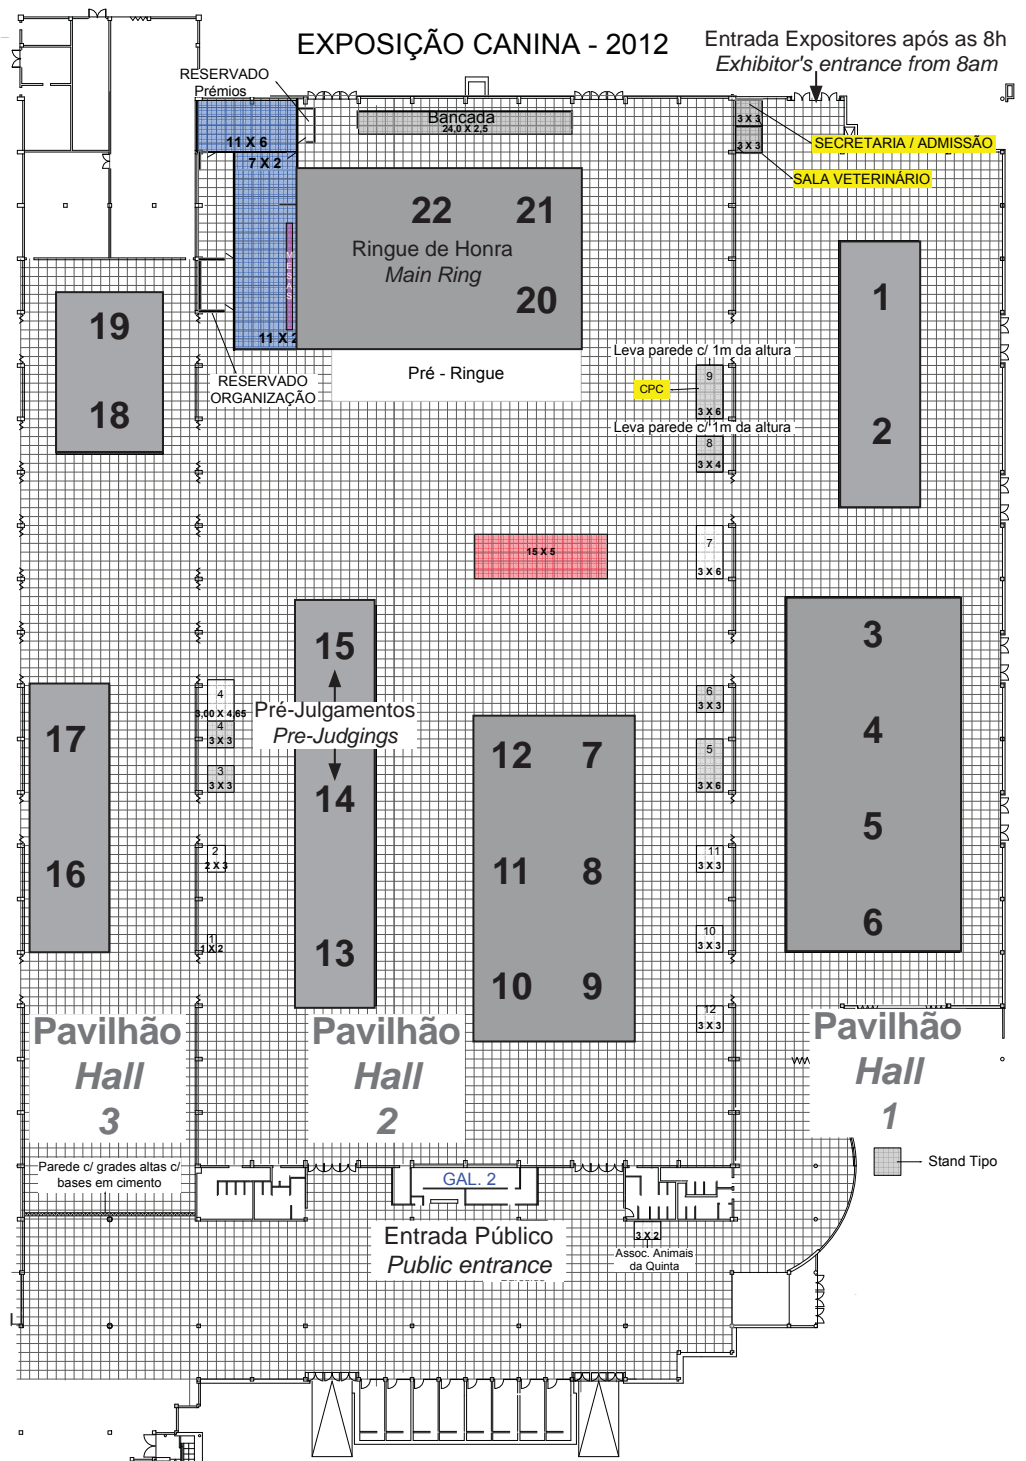 EXPOSIÇÃO CANINA - 2012
Entrada Expositores após as 8h
Exhibitor's entrance from 8am
RESERVADO
Prémios
Bancada
24,0 X 2,5
3 X 3
SECRETARIA / ADMISSÃO
3 X 3
SALA VETERINÁRIO
11 X 6
7 X 2
22
21
Ringue de Honra
Main Ring
20
MESAS
11 X 2
1
2
19
18
RESERVADO
ORGANIZAÇÃO
Pré - Ringue
Leva parede c/ 1m da altura
9
CPC
3 X 6
Leva parede c/ 1m da altura
8
3 X 4
15 X 5
7
3 X 6
3
4
5
6
15
Pré-Julgamentos
Pre-Judgings
14
13
17
16
4
3,00 X 4,65
4
3 X 3
3
3 X 3
2
2 X 3
1
1 X 2
12
7
11
8
10
9
6
3 X 3
5
3 X 6
11
3 X 3
10
3 X 3
12
3 X 3
Pavilhão
Hall
3
Pavilhão
Hall
2
Pavilhão
Hall
1
Parede c/ grades altas c/
bases em cimento
GAL. 2
Stand Tipo
Entrada Público
Public entrance
3 X 2
Assoc. Animais
da Quinta